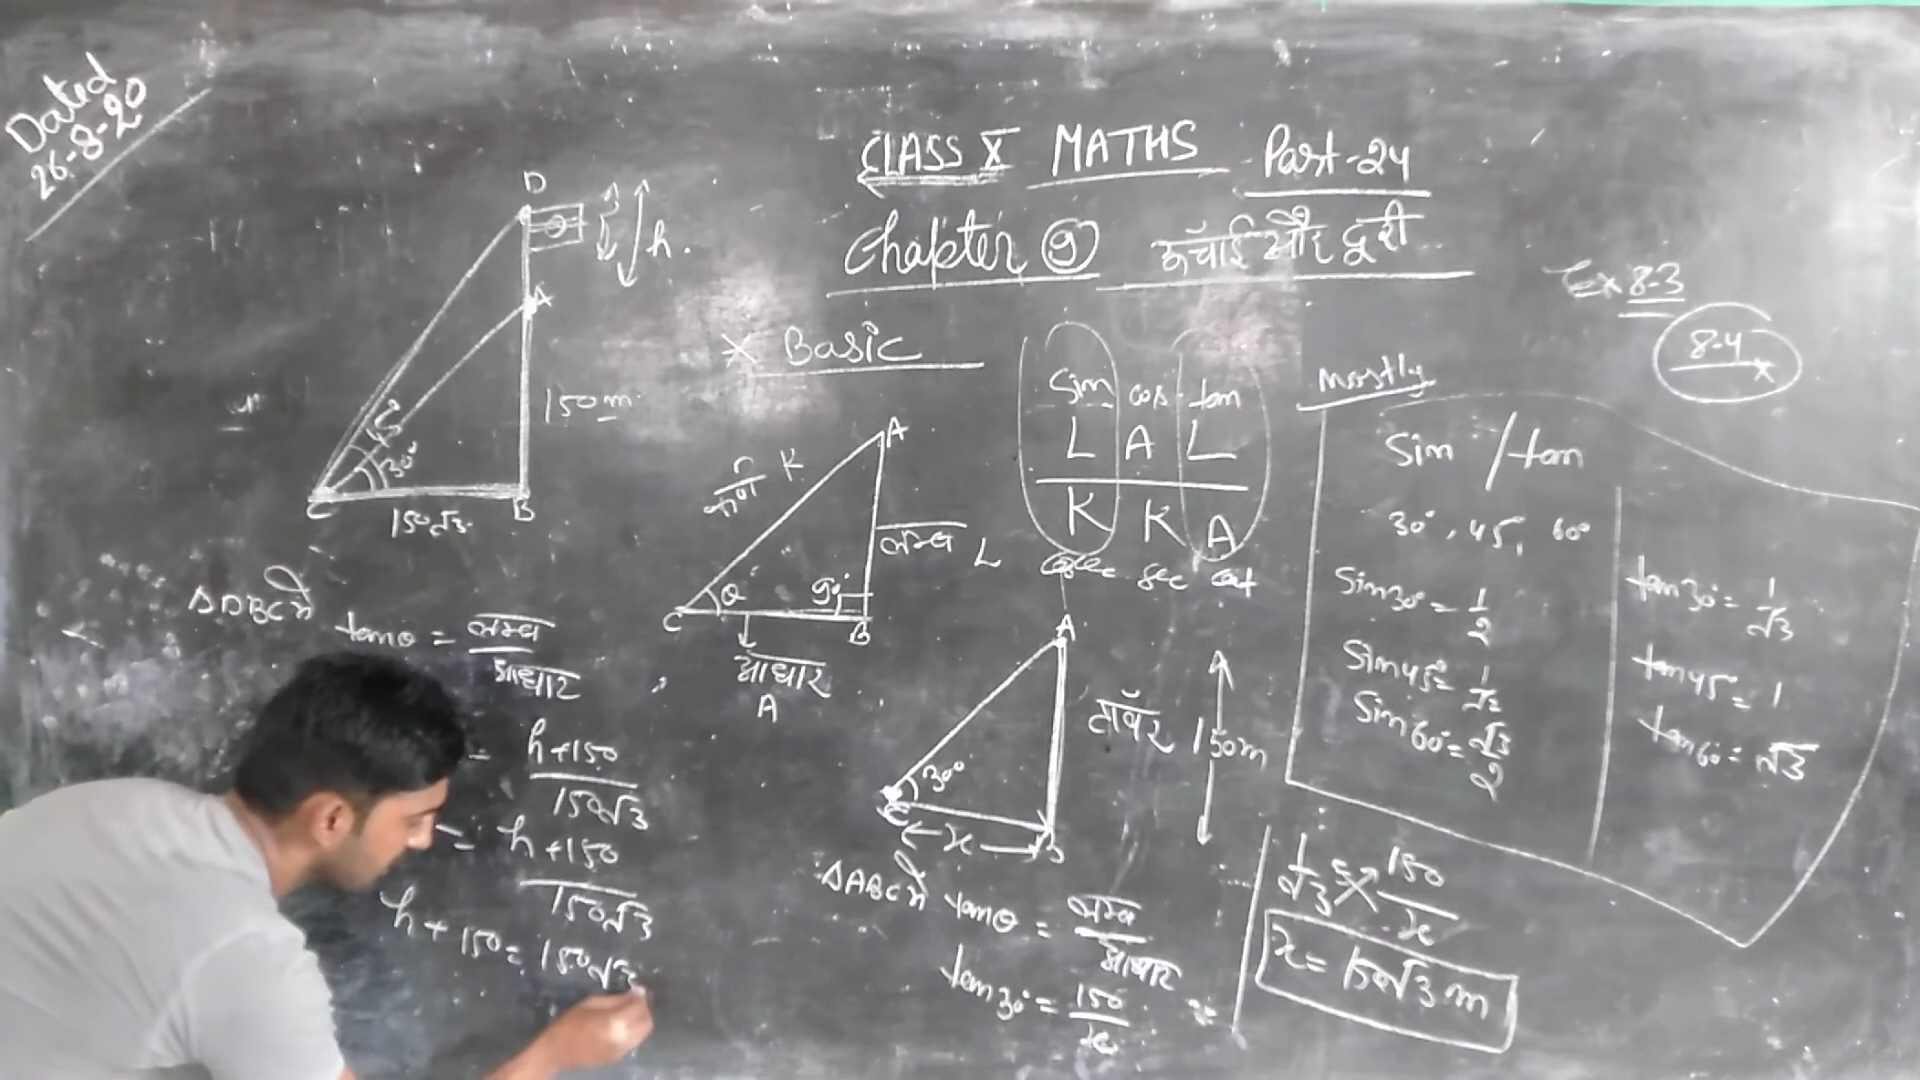 Dated
26-8-20
CLASS X MATHS Part-24
Chapter 9 ऊँचाई और दूरी
Ex 8.3
8.4 x
D
h.
A
150m
30°
C 150√3 B
* Basic
A
कर्ण K
लम्ब L
θ 90°
C B
आधार
A
Sin cos tan
L A L
K K A
cosec sec cot
mostly
Sin / tan
30°, 45, 60°
Sin30° = 1/2
Sin45° = 1/√2
Sin60° = √3/2
tan30° = 1/√3
tan45 = 1
tan60° = √3
ΔDBC में tanθ = लम्ब/आधार
= h+150/150√3
= h+150/150√3
h+150 = 150√3
A
टॉवर 150m
30°
C x B
ΔABC में tanθ = लम्ब/आधार
tan30° = 150/x
1/√3 150/x
x = 150√3 m